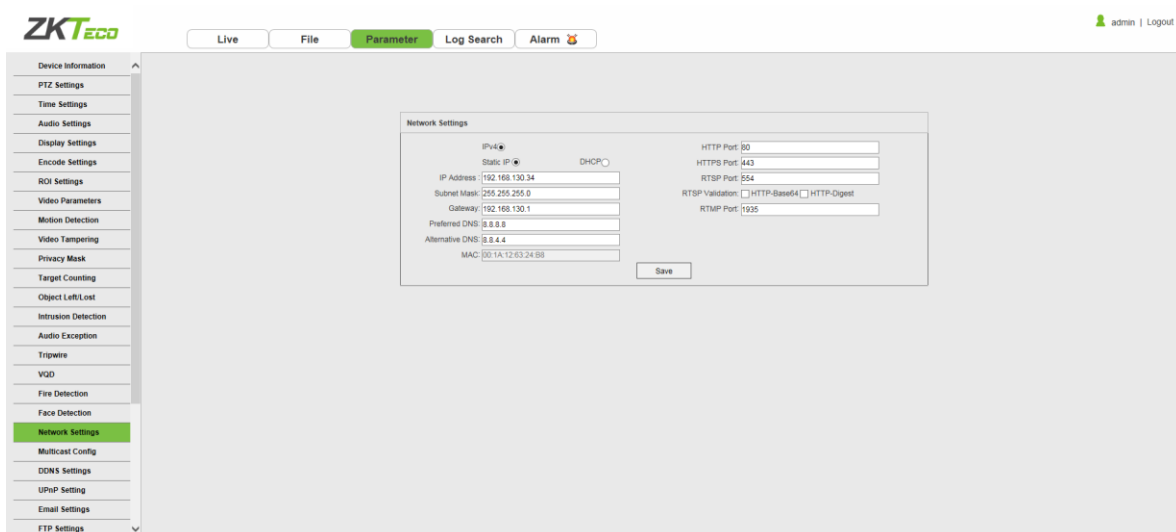 ZKTECO
admin | Logout
Live File Parameter Log Search Alarm
Device Information
PTZ Settings
Time Settings
Audio Settings
Display Settings
Encode Settings
ROI Settings
Video Parameters
Motion Detection
Video Tampering
Privacy Mask
Target Counting
Object Left/Lost
Intrusion Detection
Audio Exception
Tripwire
VQD
Fire Detection
Face Detection
Network Settings
Multicast Config
DDNS Settings
UPnP Setting
Email Settings
FTP Settings
Network Settings
IPv4
Static IP DHCP
IP Address : 192.168.130.34
Subnet Mask: 255.255.255.0
Gateway: 192.168.130.1
Preferred DNS: 8.8.8.8
Alternative DNS: 8.8.4.4
MAC: 00:1A:12:63:24:B8
HTTP Port: 80
HTTPS Port: 443
RTSP Port: 554
RTSP Validation: HTTP-Base64 HTTP-Digest
RTMP Port: 1935
Save